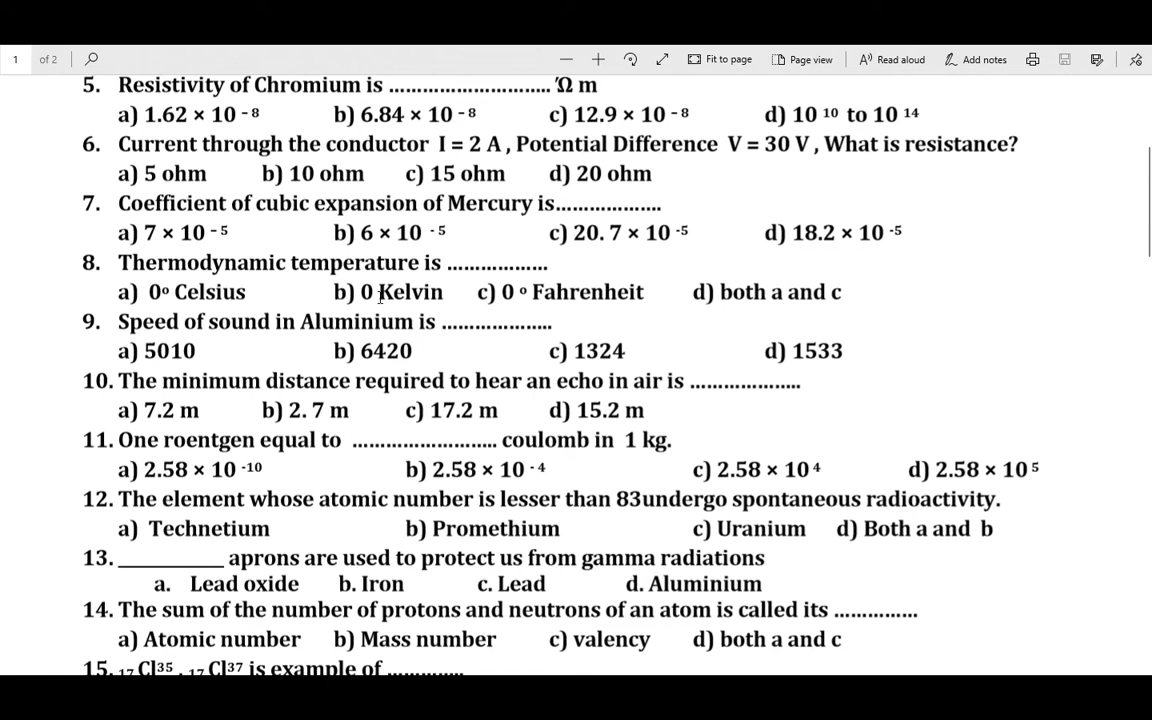 1 of 2 Fit to page Page view Read aloud Add notes
5. Resistivity of Chromium is ............................ Ώ m
a) 1.62 × 10 ⁻ ⁸ b) 6.84 × 10 ⁻ ⁸ c) 12.9 × 10 ⁻ ⁸ d) 10 ¹⁰ to 10 ¹⁴
6. Current through the conductor I = 2 A , Potential Difference V = 30 V , What is resistance?
a) 5 ohm b) 10 ohm c) 15 ohm d) 20 ohm
7. Coefficient of cubic expansion of Mercury is..................
a) 7 × 10 ⁻ ⁵ b) 6 × 10 ⁻ ⁵ c) 20. 7 × 10 ⁻⁵ d) 18.2 × 10 ⁻⁵
8. Thermodynamic temperature is .................
a) 0º Celsius b) 0 Kelvin c) 0 º Fahrenheit d) both a and c
9. Speed of sound in Aluminium is ...................
a) 5010 b) 6420 c) 1324 d) 1533
10. The minimum distance required to hear an echo in air is ...................
a) 7.2 m b) 2. 7 m c) 17.2 m d) 15.2 m
11. One roentgen equal to ......................... coulomb in 1 kg.
a) 2.58 × 10 ⁻¹⁰ b) 2.58 × 10 ⁻ ⁴ c) 2.58 × 10 ⁴ d) 2.58 × 10 ⁵
12. The element whose atomic number is lesser than 83undergo spontaneous radioactivity.
a) Technetium b) Promethium c) Uranium d) Both a and b
13. __________ aprons are used to protect us from gamma radiations
a. Lead oxide b. Iron c. Lead d. Aluminium
14. The sum of the number of protons and neutrons of an atom is called its ...............
a) Atomic number b) Mass number c) valency d) both a and c
15. ₁₇ Cl³⁵ , ₁₇ Cl³⁷ is example of .............